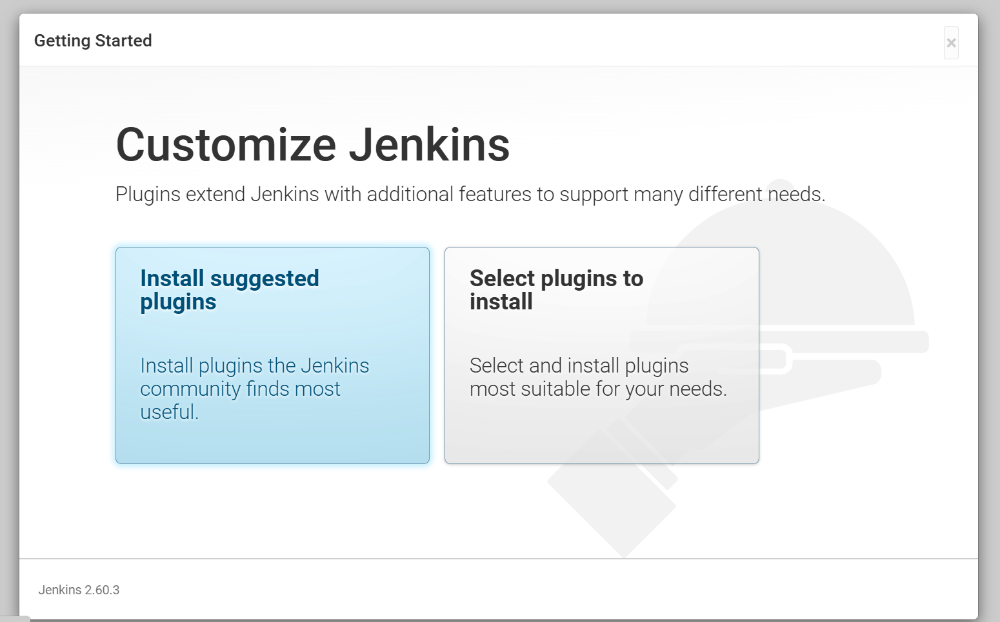 Getting Started
×
Customize Jenkins
Plugins extend Jenkins with additional features to support many different needs.
Install suggested
plugins
Install plugins the Jenkins
community finds most
useful.
Select plugins to
install
Select and install plugins
most suitable for your needs.
Jenkins 2.60.3